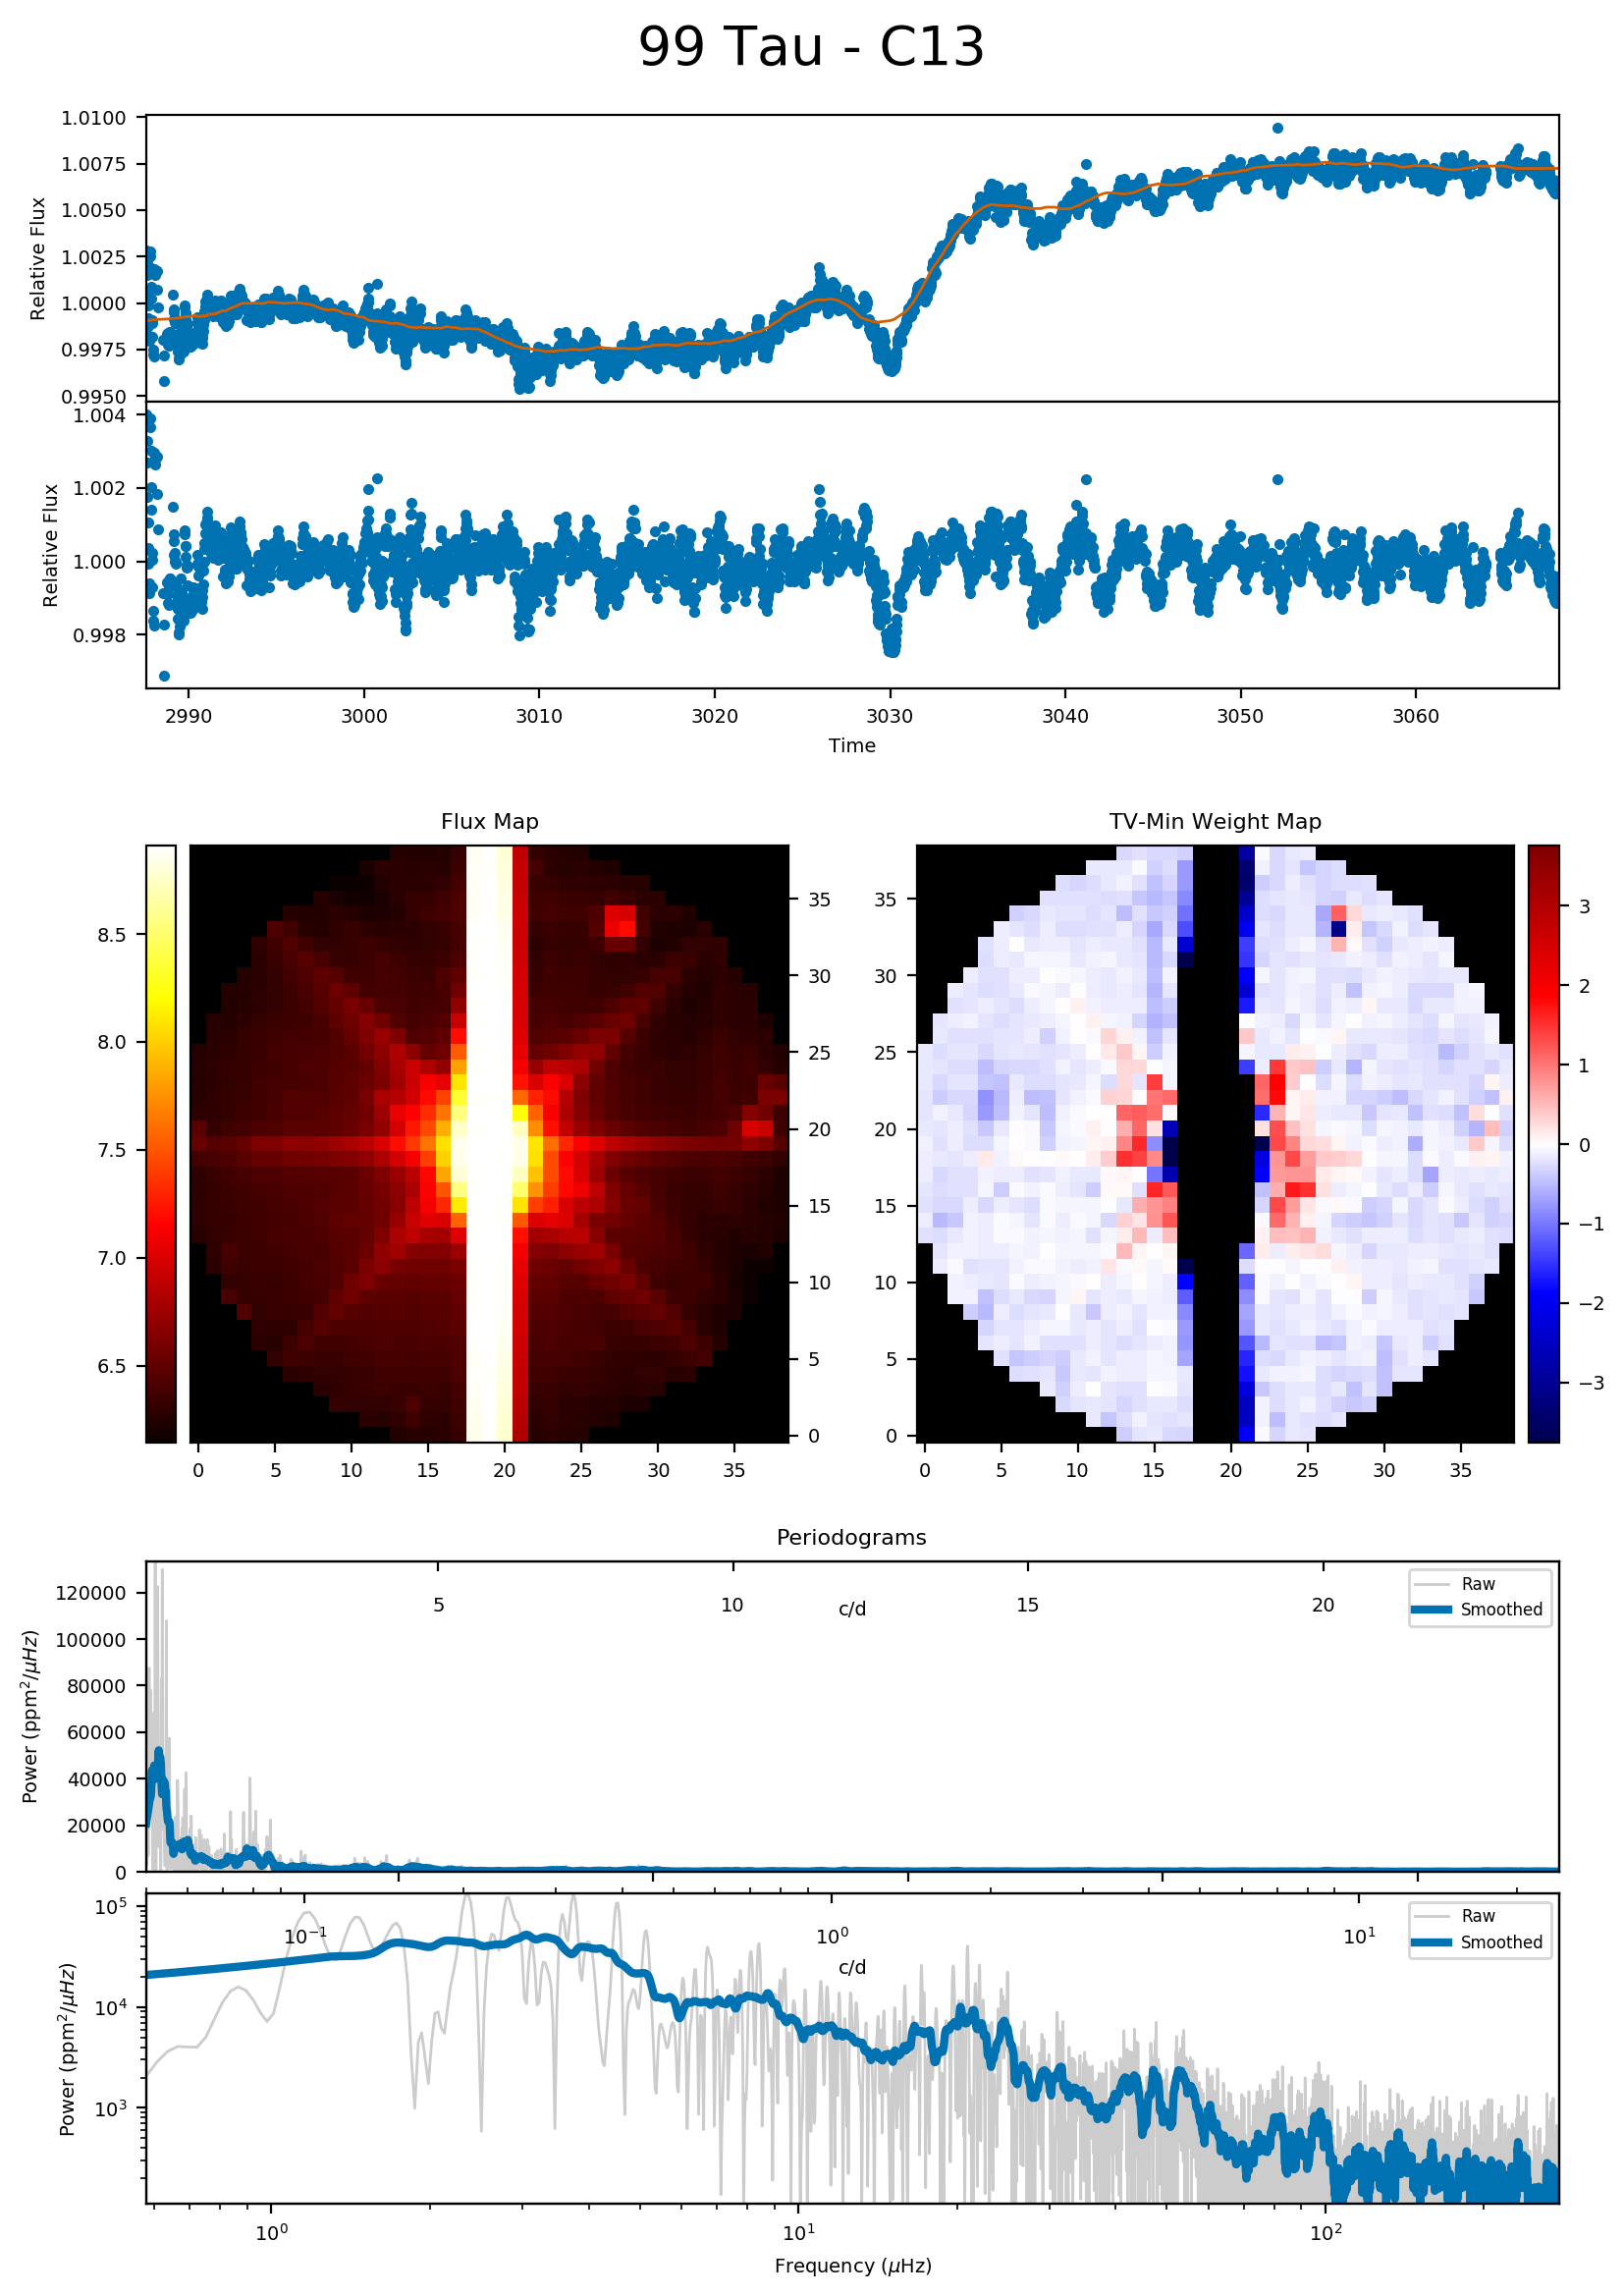 99 Tau - C13
1.0100
1.0075
1.0050
1.0025
1.0000
0.9975
0.9950
Relative Flux
1.004
1.002
1.000
0.998
Relative Flux
2990 3000 3010 3020 3030 3040 3050 3060
Time
Flux Map
TV-Min Weight Map
8.5
8.0
7.5
7.0
6.5
35
30
25
20
15
10
5
0
0 5 10 15 20 25 30 35
35
30
25
20
15
10
5
0
0 5 10 15 20 25 30 35
3
2
1
0
−1
−2
−3
Periodograms
120000
100000
80000
60000
40000
20000
0
Power (ppm²/μHz)
5 10 15 20
c/d
Raw
Smoothed
10⁵
10⁴
10³
Power (ppm²/μHz)
10⁻¹ 10⁰ 10¹
c/d
Raw
Smoothed
10⁰ 10¹ 10²
Frequency (μHz)